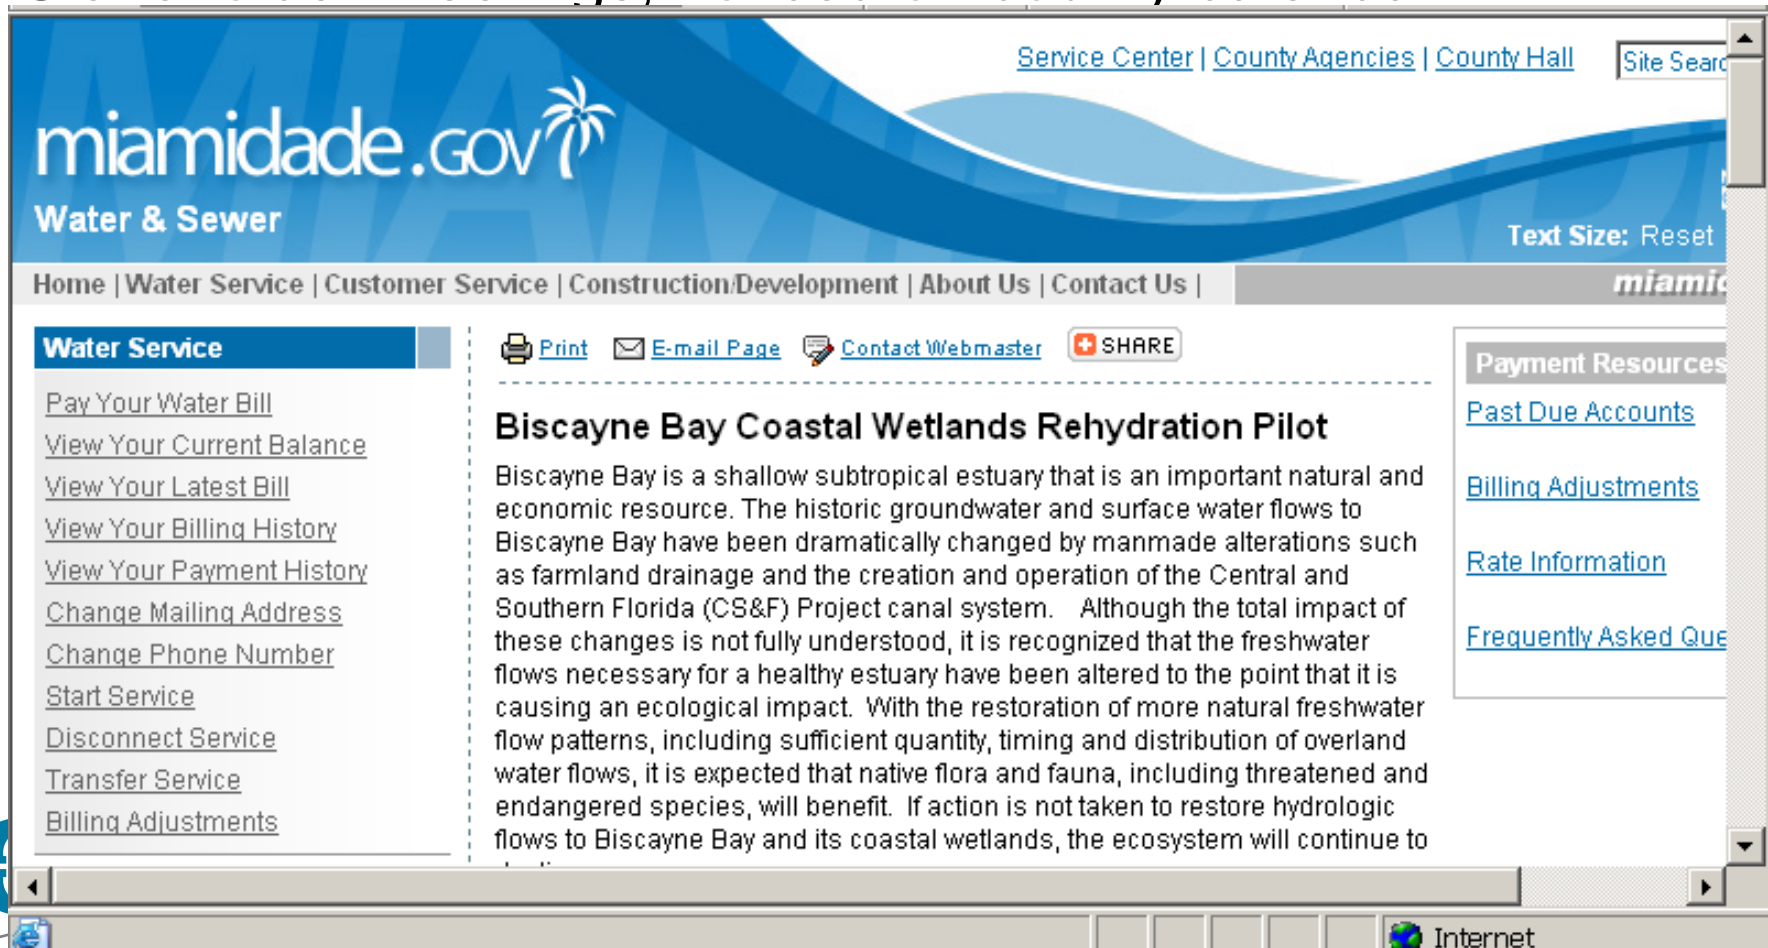 Service Center | County Agencies | County Hall
Site Searc
miamidade.gov
Water & Sewer
Text Size: Reset
Home | Water Service | Customer Service | Construction/Development | About Us | Contact Us |
miamic
Water Service
Pay Your Water Bill
View Your Current Balance
View Your Latest Bill
View Your Billing History
View Your Payment History
Change Mailing Address
Change Phone Number
Start Service
Disconnect Service
Transfer Service
Billing Adjustments
Print E-mail Page Contact Webmaster SHARE
Biscayne Bay Coastal Wetlands Rehydration Pilot
Biscayne Bay is a shallow subtropical estuary that is an important natural and
economic resource. The historic groundwater and surface water flows to
Biscayne Bay have been dramatically changed by manmade alterations such
as farmland drainage and the creation and operation of the Central and
Southern Florida (CS&F) Project canal system. Although the total impact of
these changes is not fully understood, it is recognized that the freshwater
flows necessary for a healthy estuary have been altered to the point that it is
causing an ecological impact. With the restoration of more natural freshwater
flow patterns, including sufficient quantity, timing and distribution of overland
water flows, it is expected that native flora and fauna, including threatened and
endangered species, will benefit. If action is not taken to restore hydrologic
flows to Biscayne Bay and its coastal wetlands, the ecosystem will continue to
Payment Resources
Past Due Accounts
Billing Adjustments
Rate Information
Frequently Asked Que
Internet